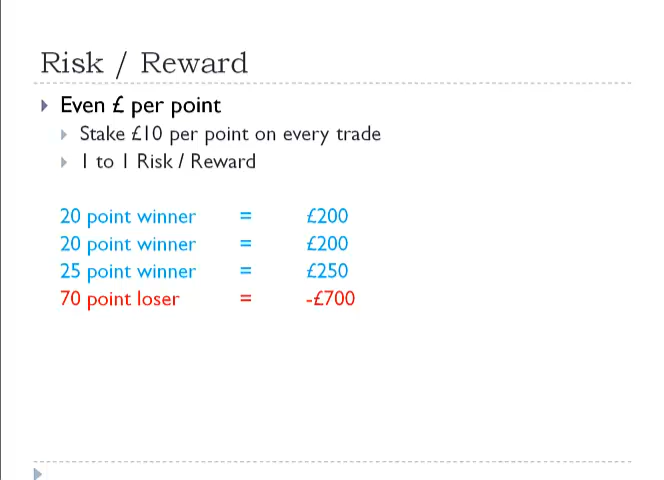 Risk / Reward
Even £ per point
Stake £10 per point on every trade
1 to 1 Risk / Reward
20 point winner = £200
20 point winner = £200
25 point winner = £250
70 point loser = -£700